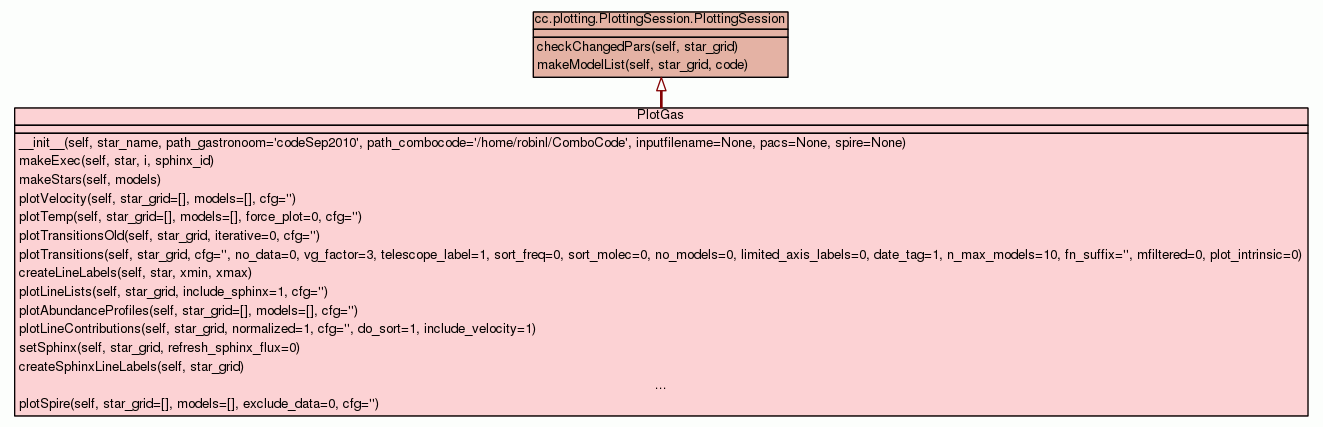 cc.plotting.PlottingSession.PlottingSession
checkChangedPars(self, star_grid)
makeModelList(self, star_grid, code)
PlotGas
__init__(self, star_name, path_gastronoom='codeSep2010', path_combocode='/home/robinl/ComboCode', inputfilename=None, pacs=None, spire=None)
makeExec(self, star, i, sphinx_id)
makeStars(self, models)
plotVelocity(self, star_grid=[], models=[], cfg='')
plotTemp(self, star_grid=[], models=[], force_plot=0, cfg='')
plotTransitionsOld(self, star_grid, iterative=0, cfg='')
plotTransitions(self, star_grid, cfg='', no_data=0, vg_factor=3, telescope_label=1, sort_freq=0, sort_molec=0, no_models=0, limited_axis_labels=0, date_tag=1, n_max_models=10, fn_suffix='', mfiltered=0, plot_intrinsic=0)
createLineLabels(self, star, xmin, xmax)
plotLineLists(self, star_grid, include_sphinx=1, cfg='')
plotAbundanceProfiles(self, star_grid=[], models=[], cfg='')
plotLineContributions(self, star_grid, normalized=1, cfg='', do_sort=1, include_velocity=1)
setSphinx(self, star_grid, refresh_sphinx_flux=0)
createSphinxLineLabels(self, star_grid)
...
plotSpire(self, star_grid=[], models=[], exclude_data=0, cfg='')